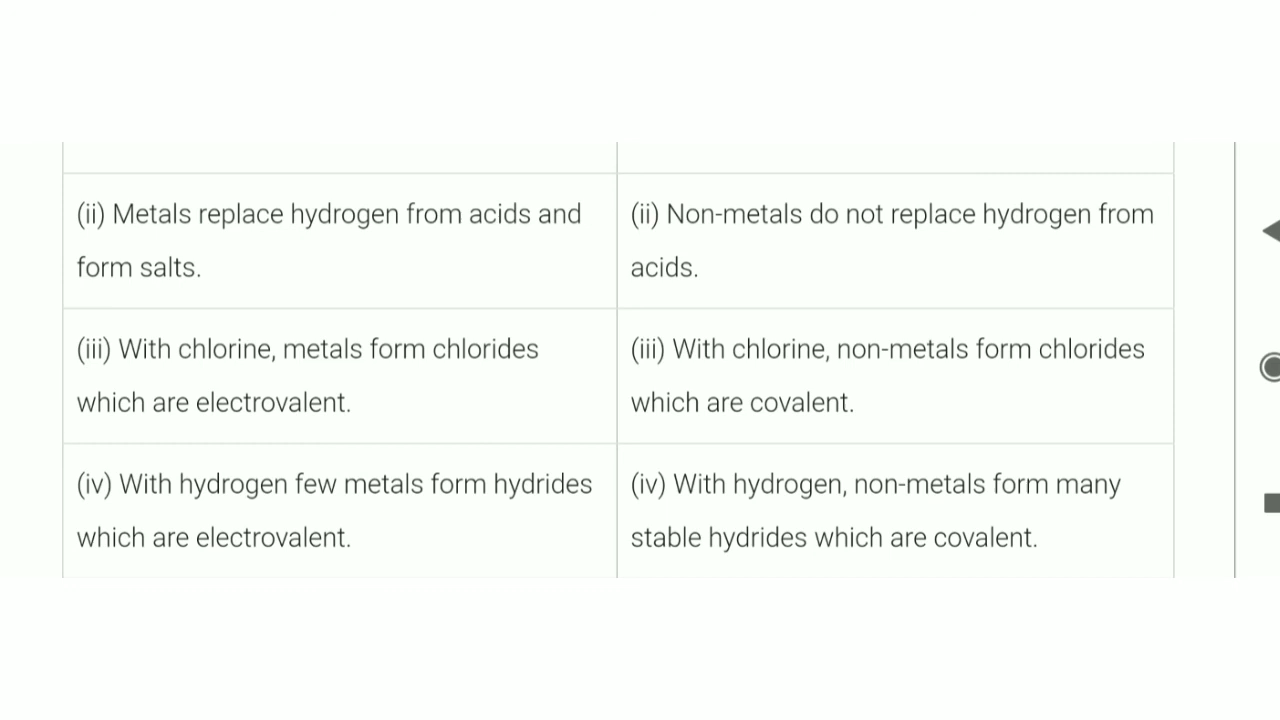 (ii) Metals replace hydrogen from acids and
form salts.
(ii) Non-metals do not replace hydrogen from
acids.
(iii) With chlorine, metals form chlorides
which are electrovalent.
(iii) With chlorine, non-metals form chlorides
which are covalent.
(iv) With hydrogen few metals form hydrides
which are electrovalent.
(iv) With hydrogen, non-metals form many
stable hydrides which are covalent.